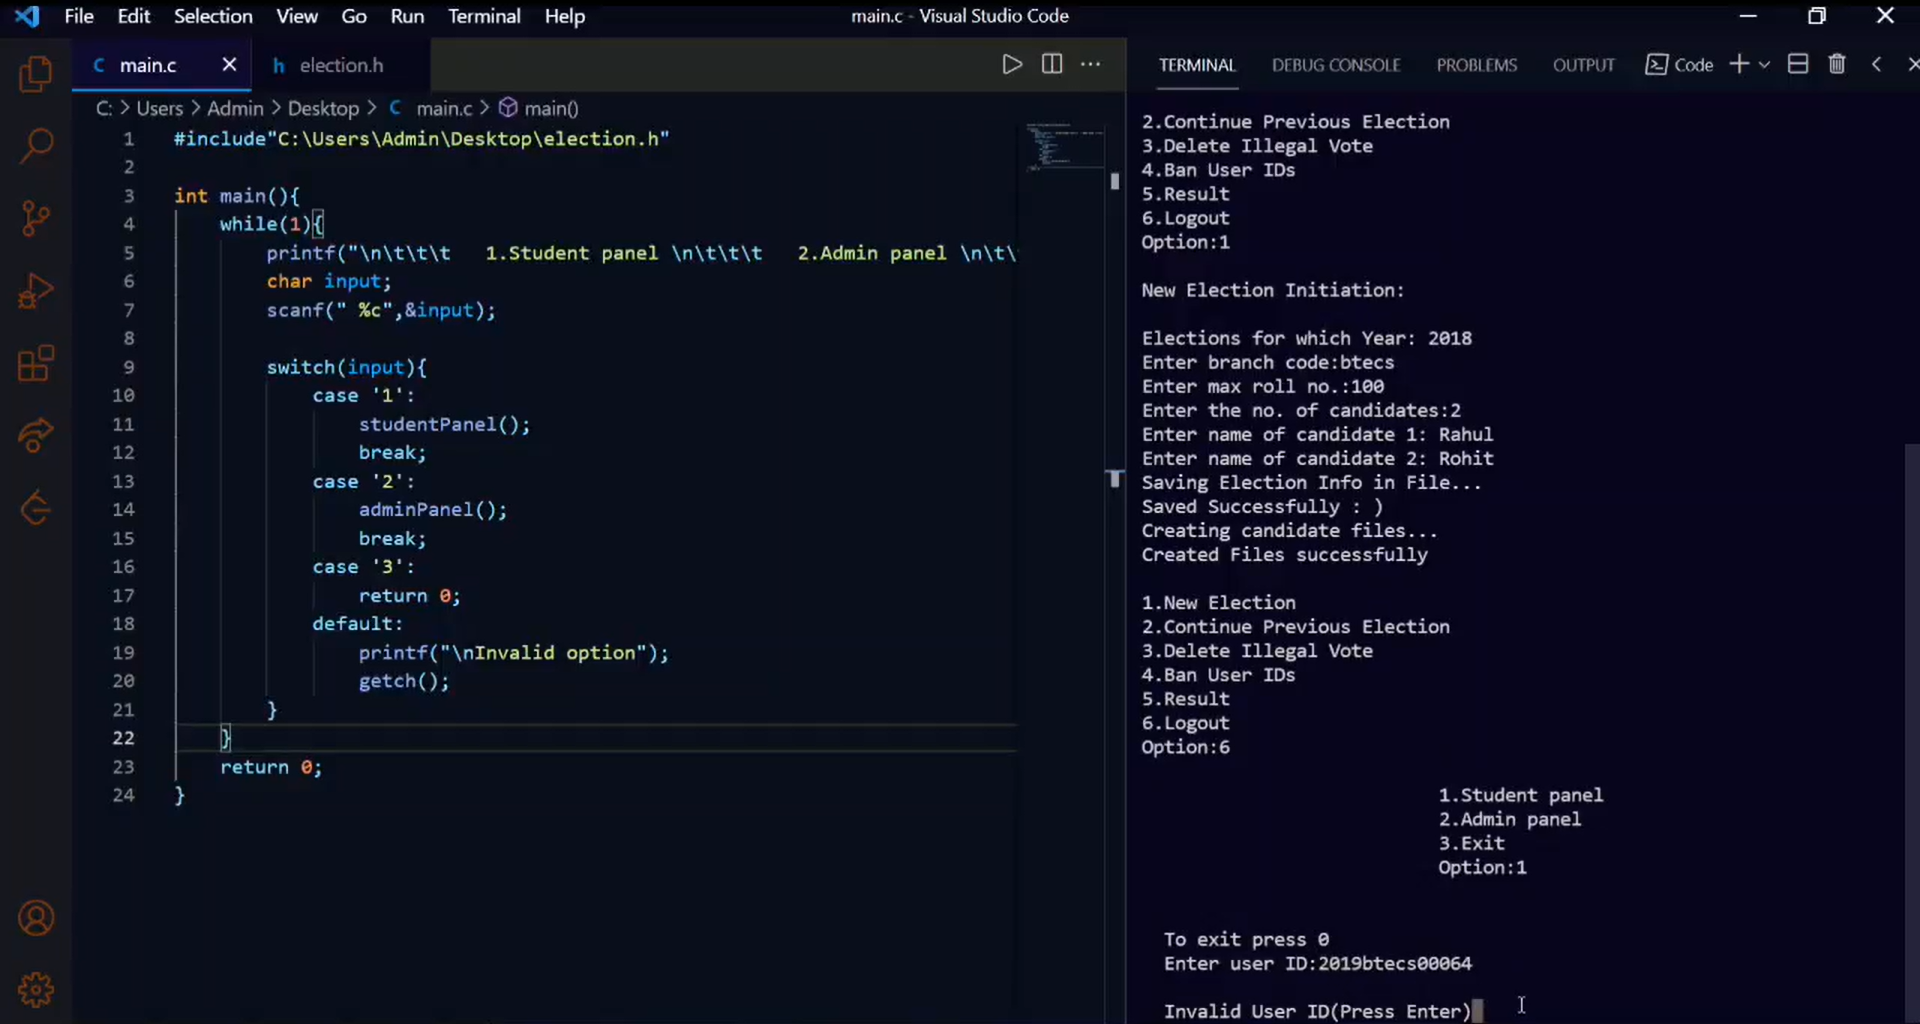 File Edit Selection View Go Run Terminal Help
main.c - Visual Studio Code
C main.c
h election.h
C: > Users > Admin > Desktop > C main.c > main()
1 #include"C:\Users\Admin\Desktop\election.h"
2
3 int main(){
4 while(1){
5 printf("\n\t\t\t 1.Student panel \n\t\t\t 2.Admin panel \n\t\
6 char input;
7 scanf(" %c",&input);
8
9 switch(input){
10 case '1':
11 studentPanel();
12 break;
13 case '2':
14 adminPanel();
15 break;
16 case '3':
17 return 0;
18 default:
19 printf("\nInvalid option");
20 getch();
21 }
22 }
23 return 0;
24 }
TERMINAL DEBUG CONSOLE PROBLEMS OUTPUT Code
2.Continue Previous Election
3.Delete Illegal Vote
4.Ban User IDs
5.Result
6.Logout
Option:1
New Election Initiation:
Elections for which Year: 2018
Enter branch code:btecs
Enter max roll no.:100
Enter the no. of candidates:2
Enter name of candidate 1: Rahul
Enter name of candidate 2: Rohit
Saving Election Info in File...
Saved Successfully : )
Creating candidate files...
Created Files successfully
1.New Election
2.Continue Previous Election
3.Delete Illegal Vote
4.Ban User IDs
5.Result
6.Logout
Option:6
1.Student panel
2.Admin panel
3.Exit
Option:1
To exit press 0
Enter user ID:2019btecs00064
Invalid User ID(Press Enter)